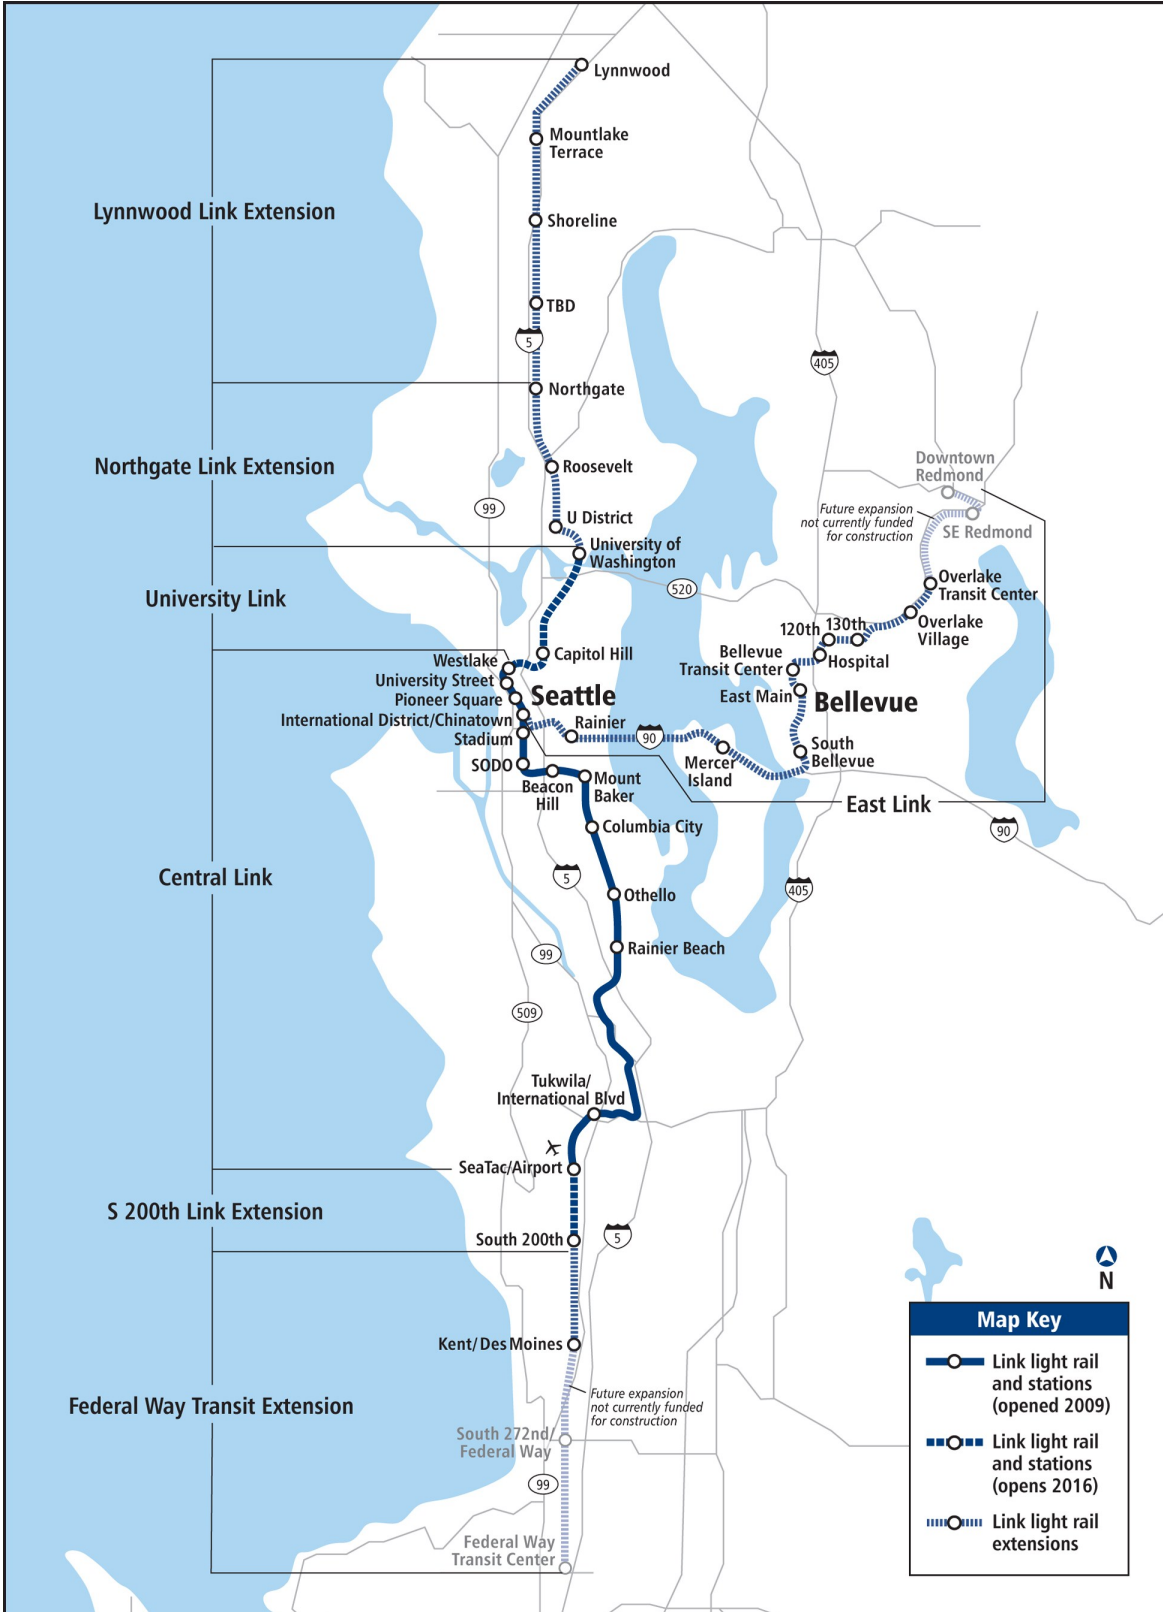 Lynnwood
Mountlake
Terrace
Lynnwood Link Extension
Shoreline
TBD
5
405
Northgate
Northgate Link Extension
Roosevelt
Downtown
Redmond
99
U District
Future expansion
not currently funded
for construction
SE Redmond
University of
Washington
University Link
520
Overlake
Transit Center
120th
130th
Overlake
Village
Capitol Hill
Westlake
University Street
Pioneer Square
International District/Chinatown
Stadium
SODO
Seattle
Bellevue
Transit Center
Hospital
East Main
Bellevue
Rainier
90
Mercer
Island
South
Bellevue
Beacon
Hill
Mount
Baker
East Link
90
Columbia City
Central Link
5
405
Othello
Rainier Beach
99
509
Tukwila/
International Blvd
SeaTac/Airport
S 200th Link Extension
South 200th
5
Kent/Des Moines
Federal Way Transit Extension
Future expansion
not currently funded
for construction
South 272nd/
Federal Way
99
Federal Way
Transit Center
N
Map Key
Link light rail
and stations
(opened 2009)
Link light rail
and stations
(opens 2016)
Link light rail
extensions